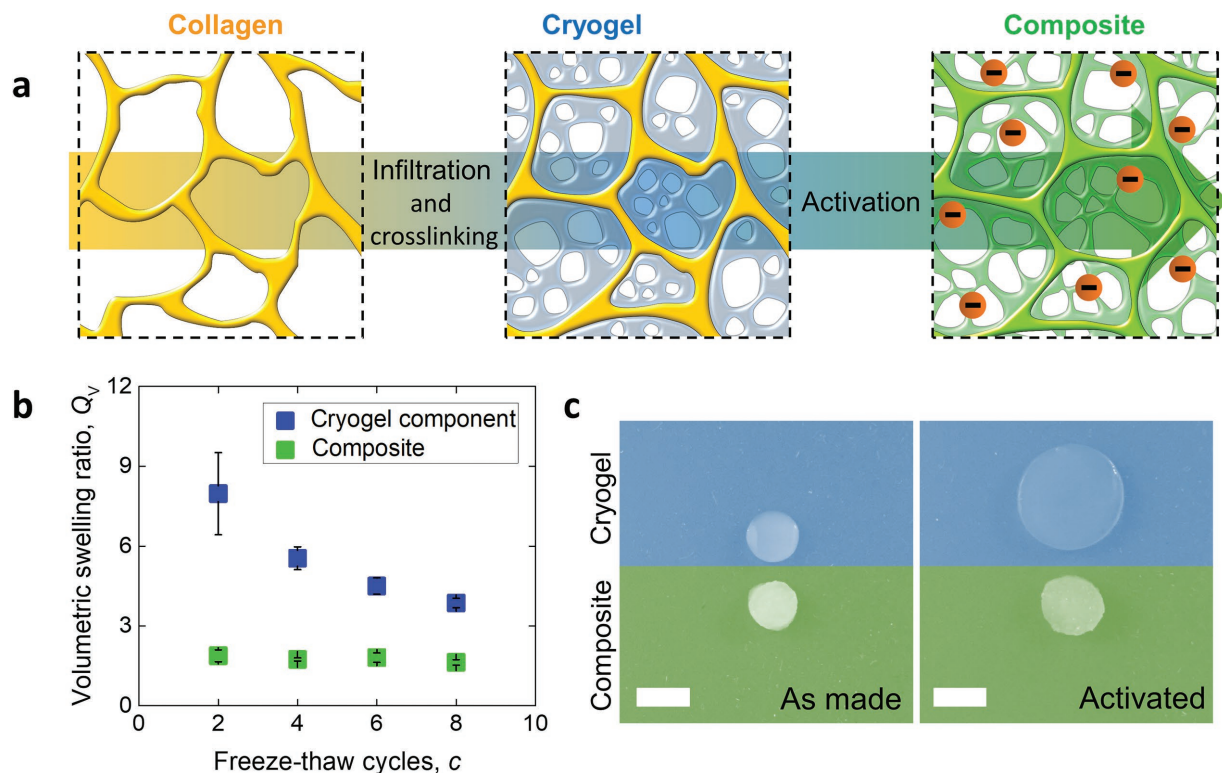 Collagen
Cryogel
Composite
a
Infiltration
and
crosslinking
Activation
−
−
−
−
−
−
−
−
−
b
Volumetric swelling ratio, Qv
12
9
6
3
0
Cryogel component
Composite
0
2
4
6
8
10
Freeze-thaw cycles, c
c
Cryogel
Composite
As made
Activated